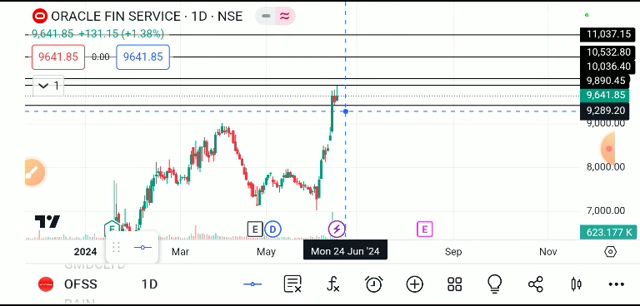 ORACLE FIN SERVICE · 1D · NSE
9,641.85 +131.15 (+1.38%)
9641.85 0.00 9641.85
1
11,037.15
10,532.80
10,036.40
9,890.45
9,641.85
9,289.20
9,000.00
8,000.00
7,000.00
623.177 K
E E D E
2024 Mar May Mon 24 Jun '24 Sep Nov
OFSS 1D